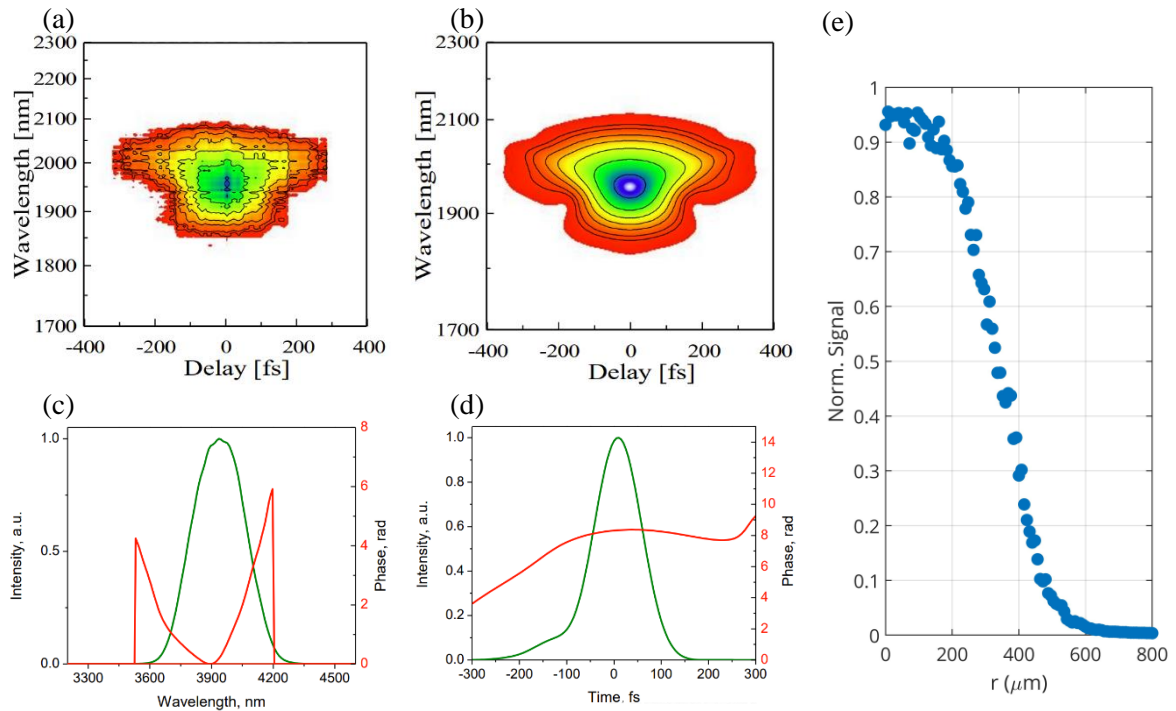 (a)
2300
2200
2100
2000
1900
1800
1700
Wavelength [nm]
-400 -200 0 200 400
Delay [fs]
(b)
2300
2100
1900
1700
Wavelength [nm]
-400 -200 0 200 400
Delay [fs]
(c)
1.0
0.5
0.0
Intensity, a.u.
8
6
4
2
0
Phase, rad
3300 3600 3900 4200 4500
Wavelength, nm
(d)
1.0
0.8
0.6
0.4
0.2
0.0
Intensity, a.u.
14
12
10
8
6
4
2
0
Phase, rad
-300 -200 -100 0 100 200 300
Time, fs
(e)
1
0.9
0.8
0.7
0.6
0.5
0.4
0.3
0.2
0.1
0
Norm. Signal
0 200 400 600 800
r (μm)